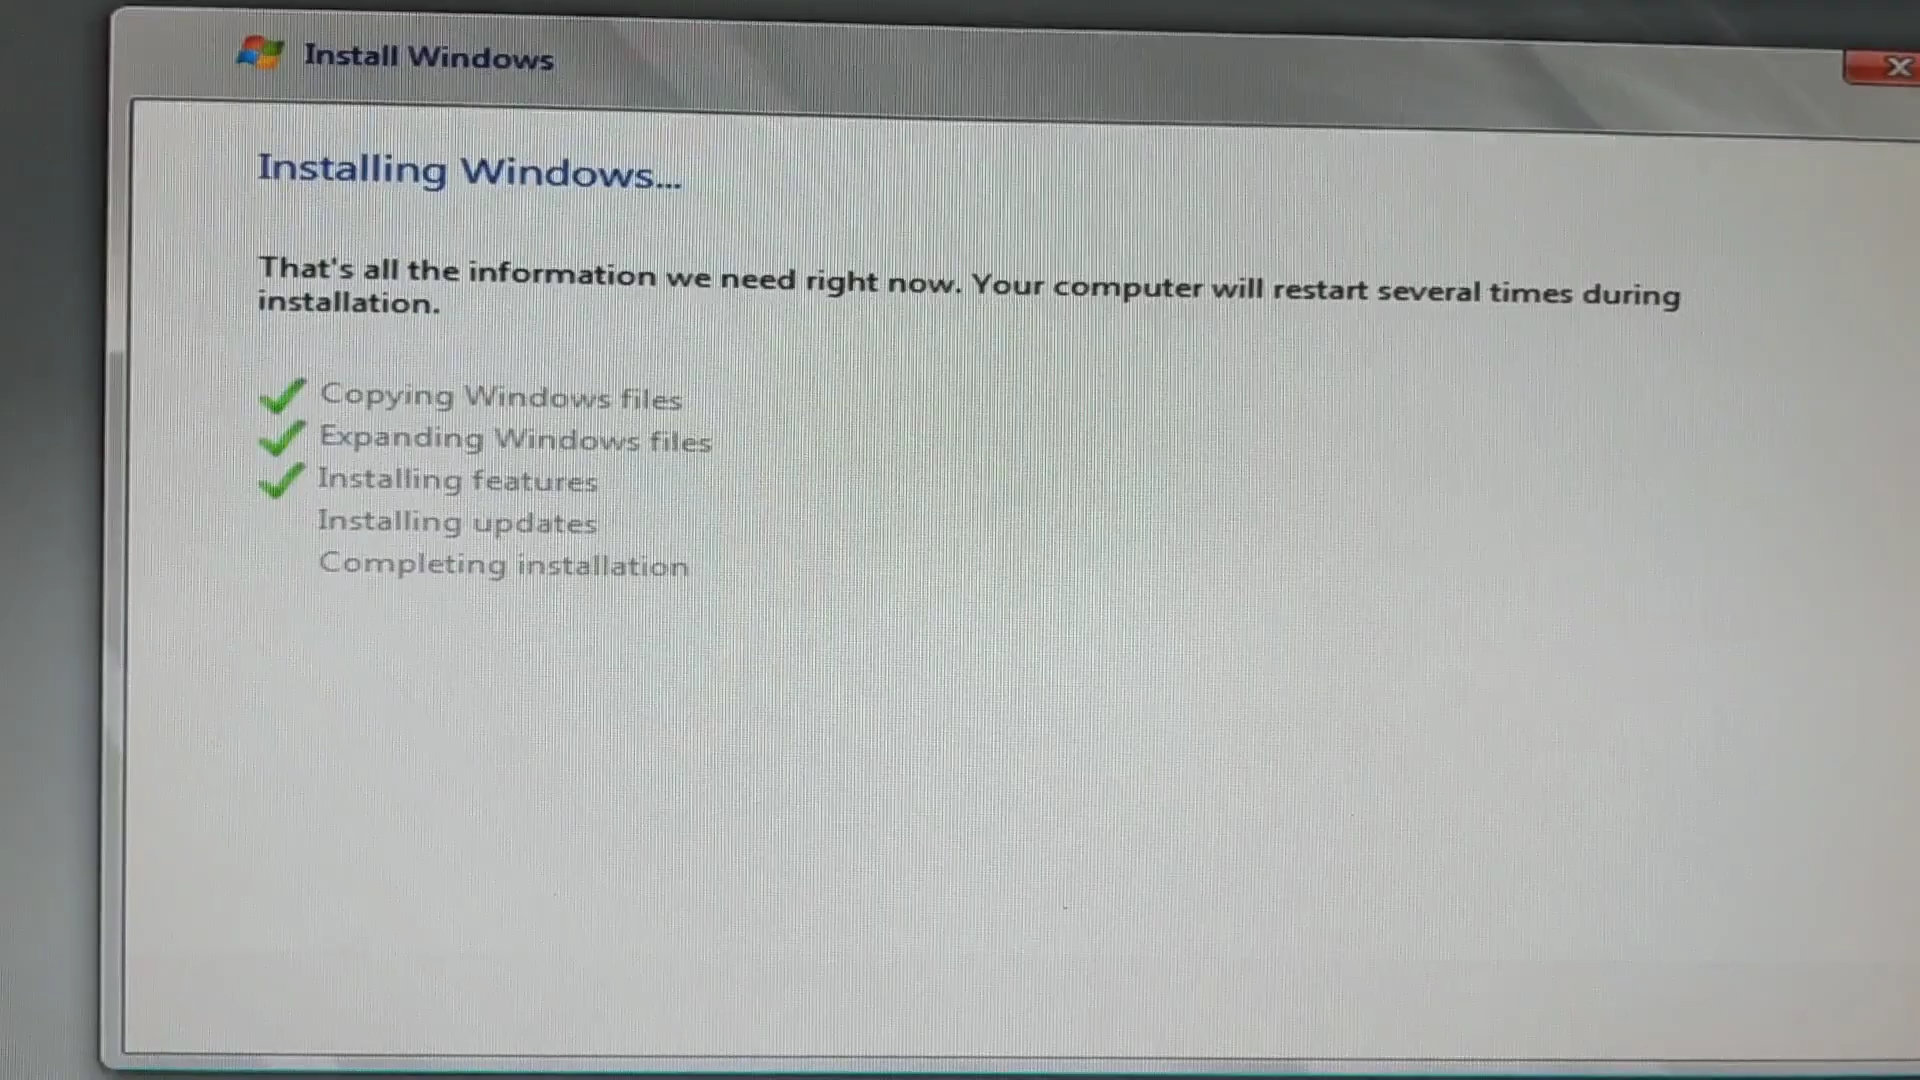 Install Windows
Installing Windows...
That's all the information we need right now. Your computer will restart several times during
installation.
Copying Windows files
Expanding Windows files
Installing features
Installing updates
Completing installation